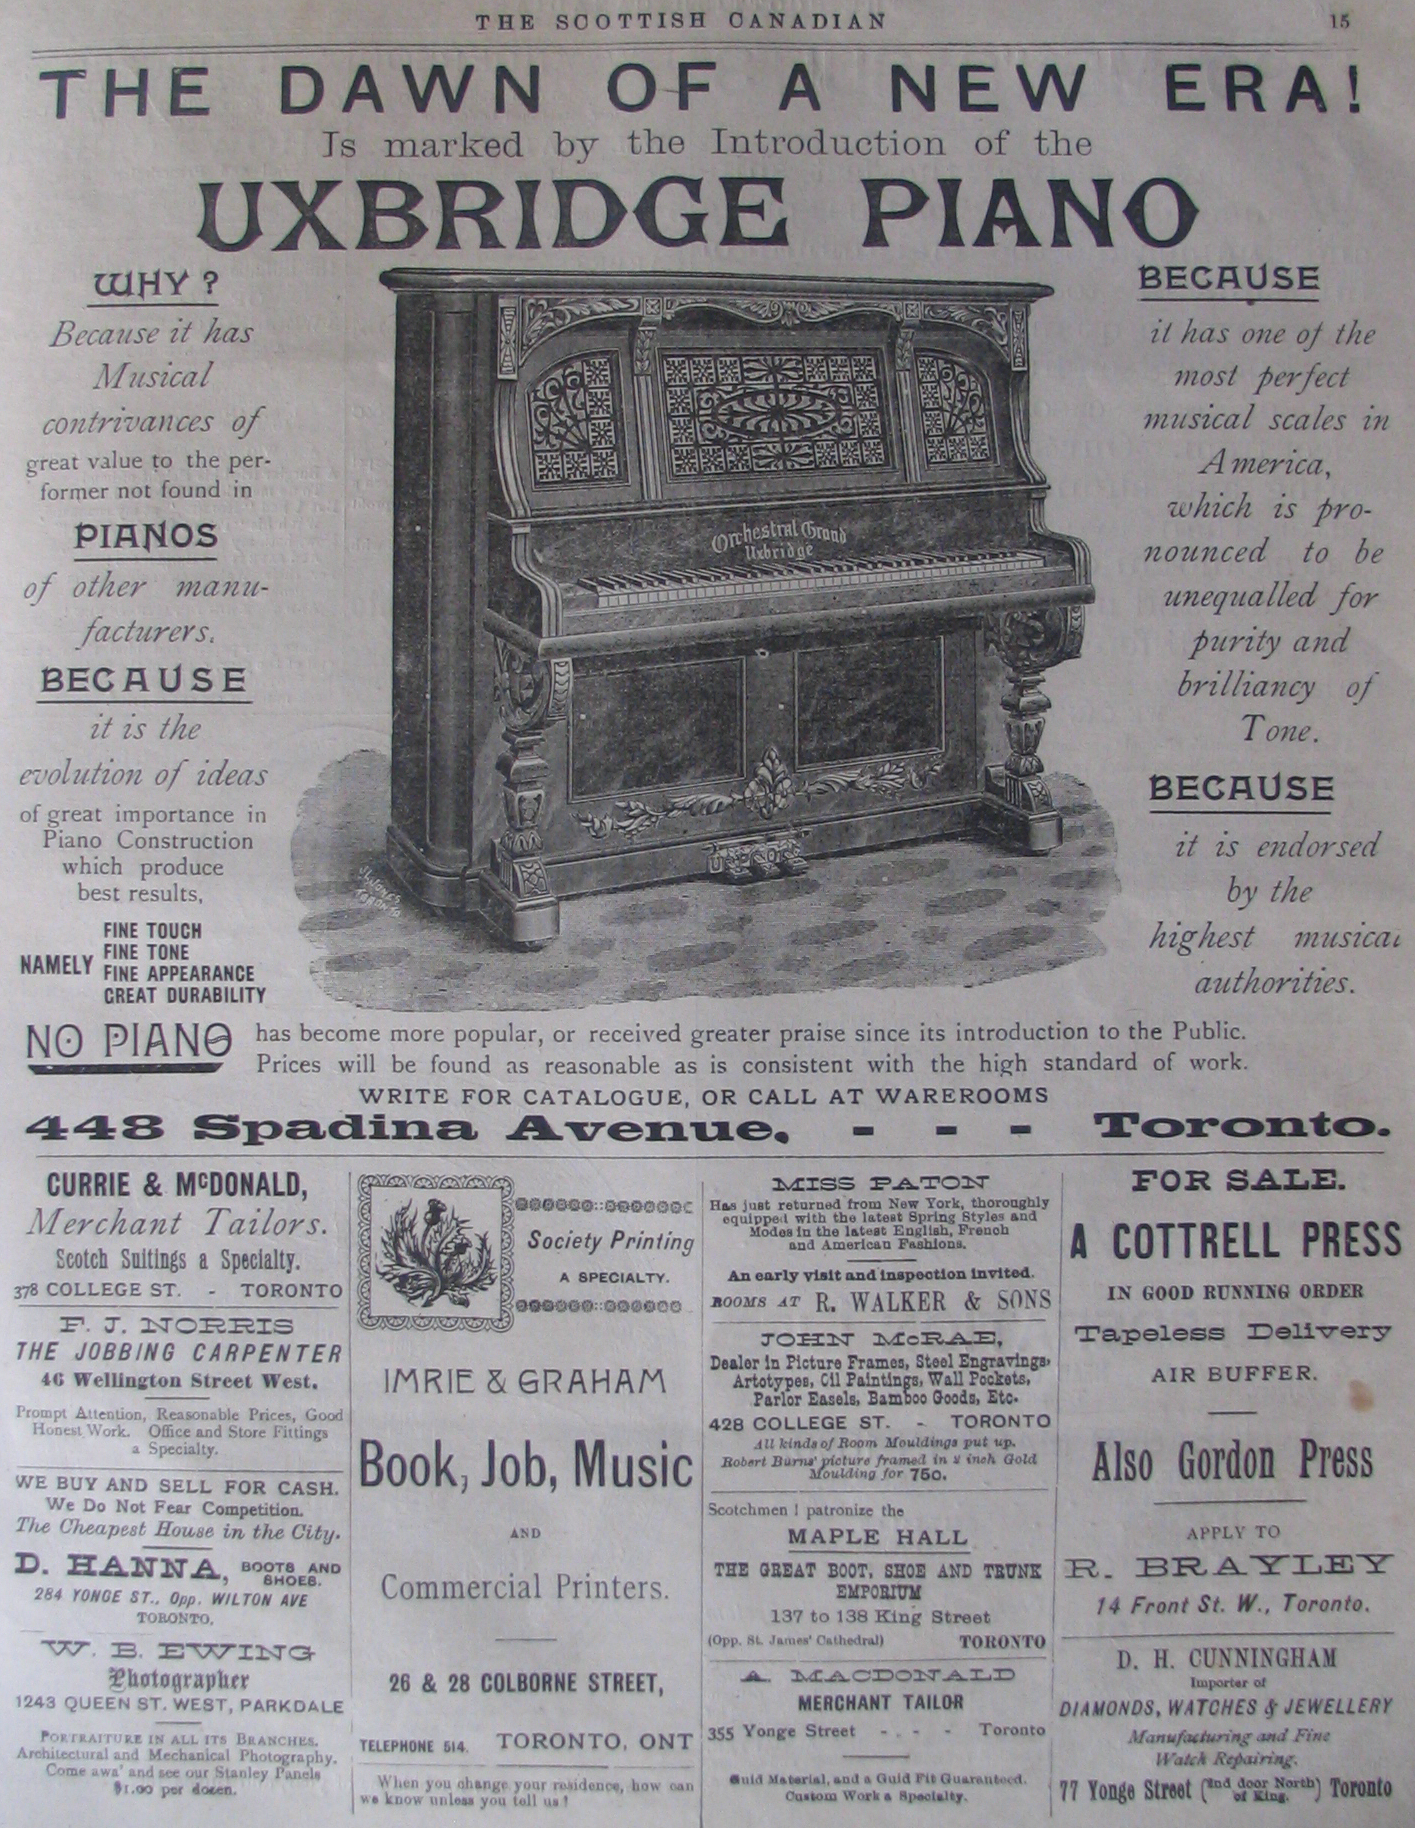 THE SCOTTISH CANADIAN
15
THE DAWN OF A NEW ERA!
Is marked by the Introduction of the
UXBRIDGE PIANO
WHY ?
Because it has
Musical
contrivances of
great value to the per-
former not found in
PIANOS
of other manu-
facturers.
BECAUSE
it is the
evolution of ideas
of great importance in
Piano Construction
which produce
best results,
NAMELY
FINE TOUCH
FINE TONE
FINE APPEARANCE
GREAT DURABILITY
Orchestral Grand
Uxbridge
J.L. JONES
TORONTO
BECAUSE
it has one of the
most perfect
musical scales in
America,
which is pro-
nounced to be
unequalled for
purity and
brilliancy of
Tone.
BECAUSE
it is endorsed
by the
highest musical
authorities.
NO PIANO has become more popular, or received greater praise since its introduction to the Public.
Prices will be found as reasonable as is consistent with the high standard of work.
WRITE FOR CATALOGUE, OR CALL AT WAREROOMS
448 Spadina Avenue, - - - Toronto.
CURRIE & McDONALD,
Merchant Tailors.
Scotch Suitings a Specialty.
378 COLLEGE ST. - TORONTO
F. J. NORRIS
THE JOBBING CARPENTER
46 Wellington Street West.
Prompt Attention, Reasonable Prices, Good
Honest Work. Office and Store Fittings
a Specialty.
WE BUY AND SELL FOR CASH.
We Do Not Fear Competition.
The Cheapest House in the City.
D. HANNA, BOOTS AND
SHOES.
284 YONGE ST., Opp. WILTON AVE
TORONTO.
W. B. EWING
Photographer
1243 QUEEN ST. WEST, PARKDALE
PORTRAITURE IN ALL ITS BRANCHES.
Architectural and Mechanical Photography.
Come awa' and see our Stanley Panels
$1.00 per dozen.
Society Printing
A SPECIALTY.
IMRIE & GRAHAM
Book, Job, Music
AND
Commercial Printers.
26 & 28 COLBORNE STREET,
TELEPHONE 514. TORONTO, ONT
When you change your residence, how can
we know unless you tell us !
MISS PATON
Has just returned from New York, thoroughly
equipped with the latest Spring Styles and
Modes in the latest English, French
and American Fashions.
An early visit and inspection invited.
ROOMS AT R. WALKER & SONS
JOHN McRAE,
Dealer in Picture Frames, Steel Engravings,
Artotypes, Oil Paintings, Wall Pockets,
Parlor Easels, Bamboo Goods, Etc.
428 COLLEGE ST. - TORONTO
All kinds of Room Mouldings put up.
Robert Burns' picture framed in 2 inch Gold
Moulding for 75c.
Scotchmen ! patronize the
MAPLE HALL
THE GREAT BOOT, SHOE AND TRUNK
EMPORIUM
137 to 138 King Street
(Opp. St. James' Cathedral) TORONTO
A. MACDONALD
MERCHANT TAILOR
355 Yonge Street - - - Toronto
Guid Material, and a Guid Fit Guaranteed.
Custom Work a Specialty.
FOR SALE.
A COTTRELL PRESS
IN GOOD RUNNING ORDER
Tapeless Delivery
AIR BUFFER.
Also Gordon Press
APPLY TO
R. BRAYLEY
14 Front St. W., Toronto.
D. H. CUNNINGHAM
Importer of
DIAMONDS, WATCHES & JEWELLERY
Manufacturing and Fine
Watch Repairing.
77 Yonge Street (2nd door North of King.) Toronto